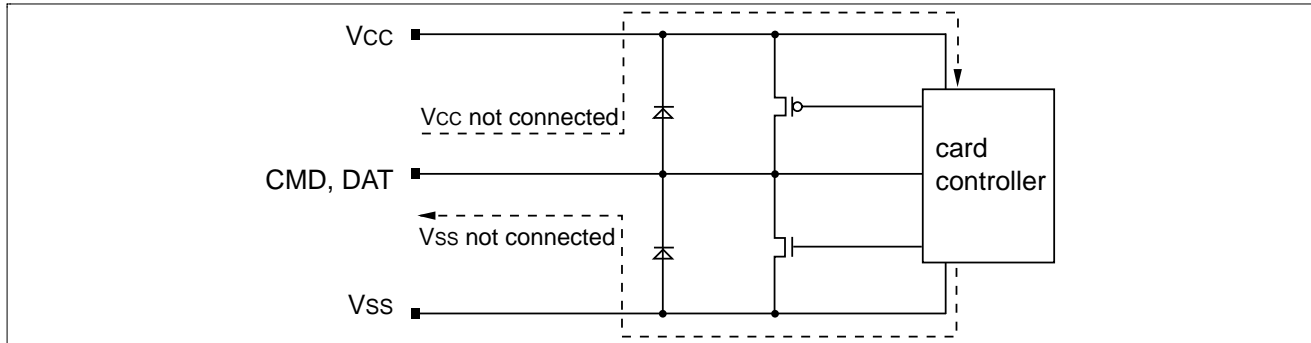 VCC
VCC not connected
CMD, DAT
card
controller
VSS not connected
VSS